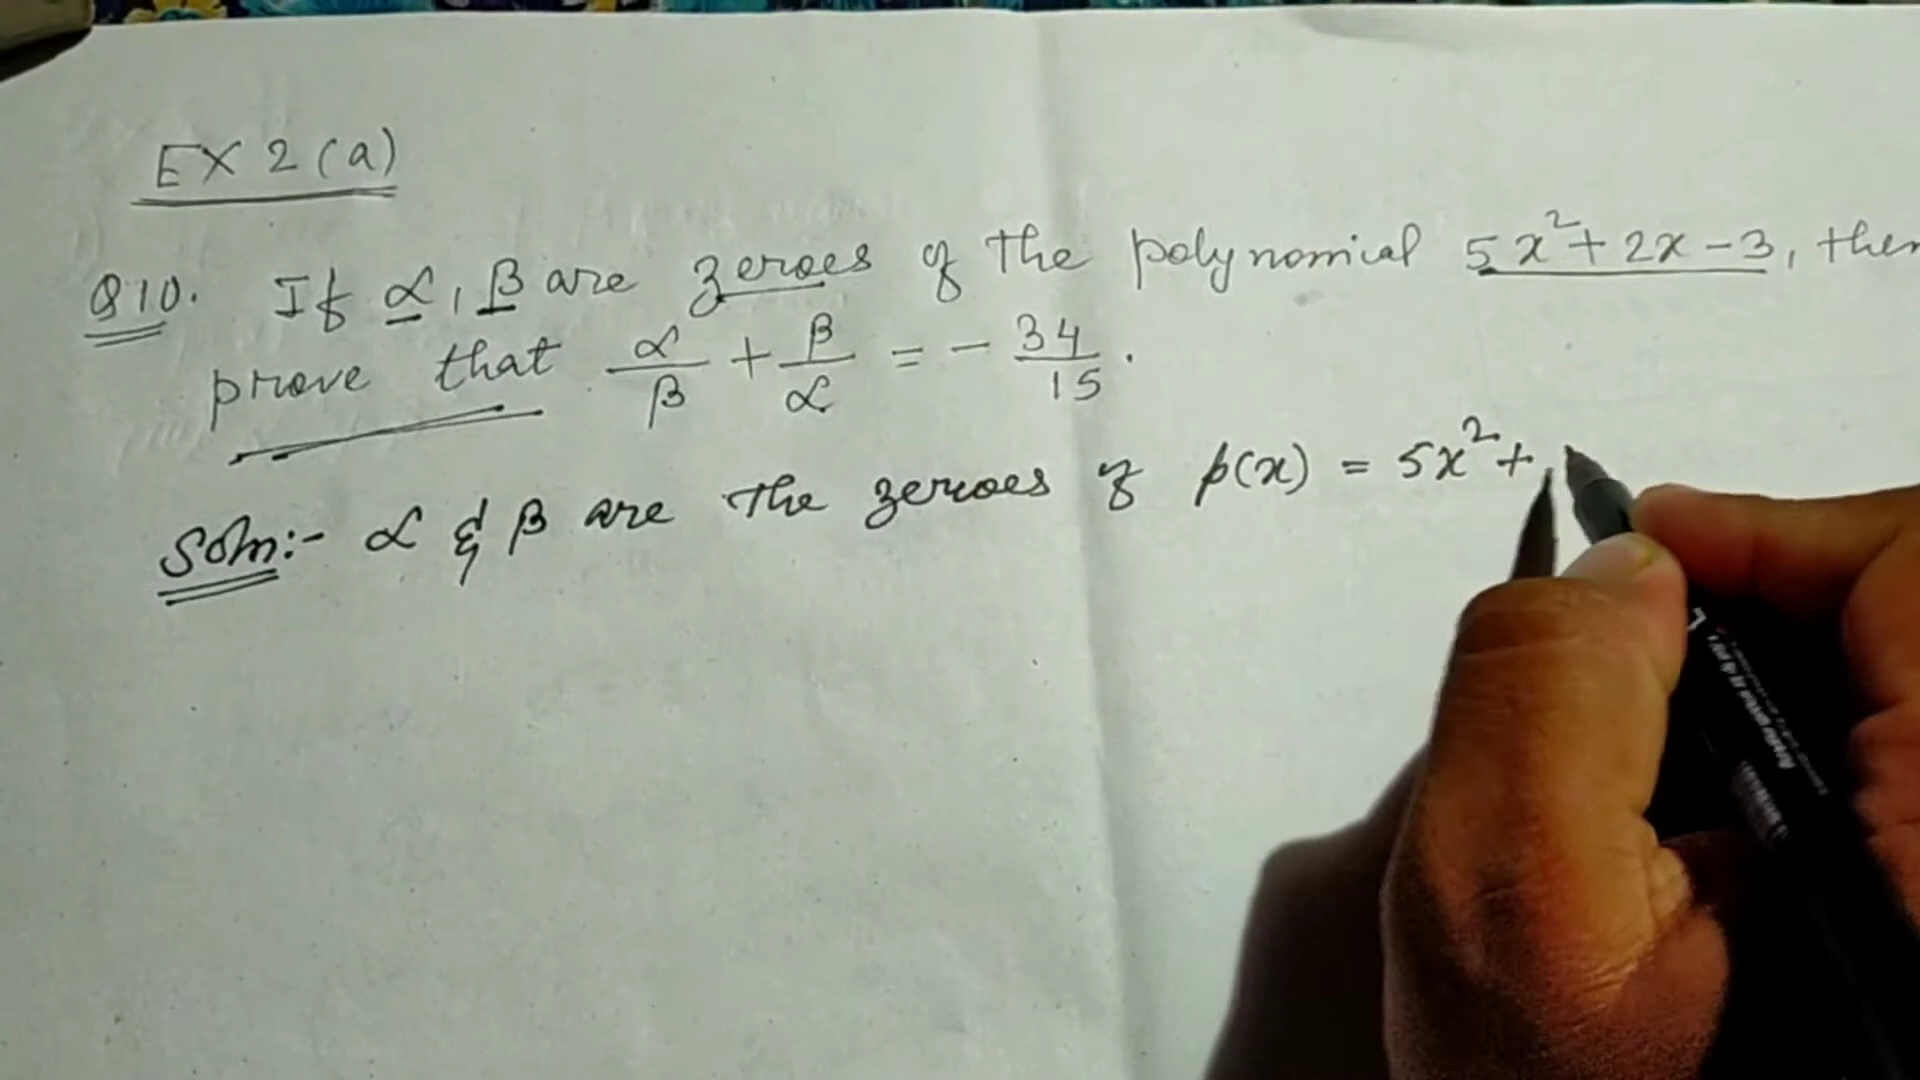 EX 2(a)
Q10. If α, β are zeroes of the polynomial 5x²+2x-3, then
prove that α/β + β/α = - 34/15.
Soln:- α & β are the zeroes of p(x) = 5x²+